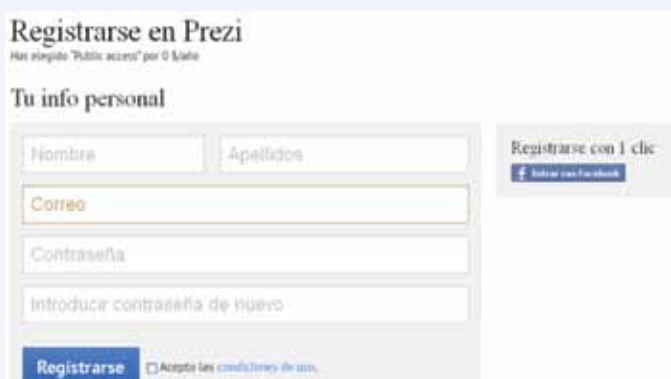 Registrarse en Prezi
Has elegido "Public access" por 0 $/año
Tu info personal
Nombre
Apellidos
Correo
Contraseña
Introducir contraseña de nuevo
Registrarse
Acepto las condiciones de uso.
Registrarse con 1 clic
Entrar con Facebook